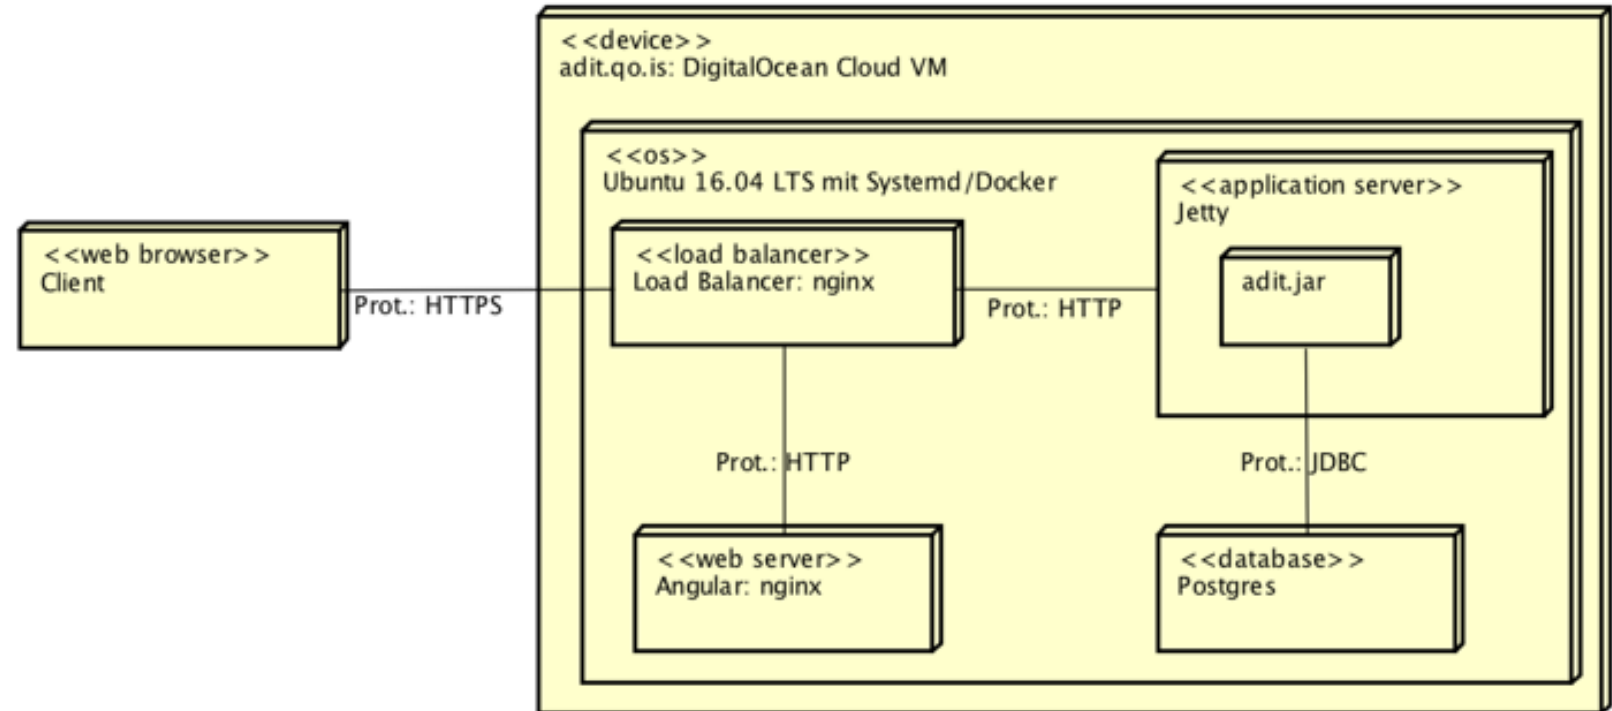 <<device>>
adit.qo.is: DigitalOcean Cloud VM
<<os>>
Ubuntu 16.04 LTS mit Systemd/Docker
<<application server>>
Jetty
adit.jar
<<web browser>>
Client
Prot.: HTTPS
<<load balancer>>
Load Balancer: nginx
Prot.: HTTP
Prot.: HTTP
Prot.: JDBC
<<web server>>
Angular: nginx
<<database>>
Postgres